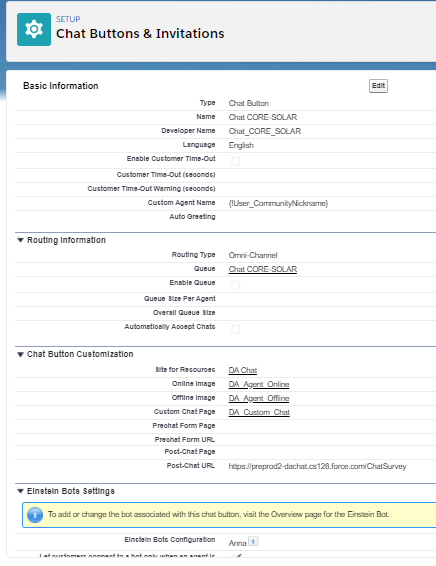 SETUP
Chat Buttons & Invitations
Basic Information Edit
Type Chat Button
Name Chat CORE-SOLAR
Developer Name Chat_CORE_SOLAR
Language English
Enable Customer Time-Out
Customer Time-Out (seconds)
Customer Time-Out Warning (seconds)
Custom Agent Name {!User_CommunityNickname}
Auto Greeting
Routing Information
Routing Type Omni-Channel
Queue Chat CORE-SOLAR
Enable Queue
Queue Size Per Agent
Overall Queue Size
Automatically Accept Chats
Chat Button Customization
Site for Resources DA Chat
Online Image DA_Agent_Online
Offline Image DA_Agent_Offline
Custom Chat Page DA_Custom_Chat
Prechat Form Page
Prechat Form URL
Post-Chat Page
Post-Chat URL https://preprod2-dachat.cs128.force.com/ChatSurvey
Einstein Bots Settings
To add or change the bot associated with this chat button, visit the Overview page for the Einstein Bot.
Einstein Bots Configuration Anna
Let customers connect to a bot only when an agent is